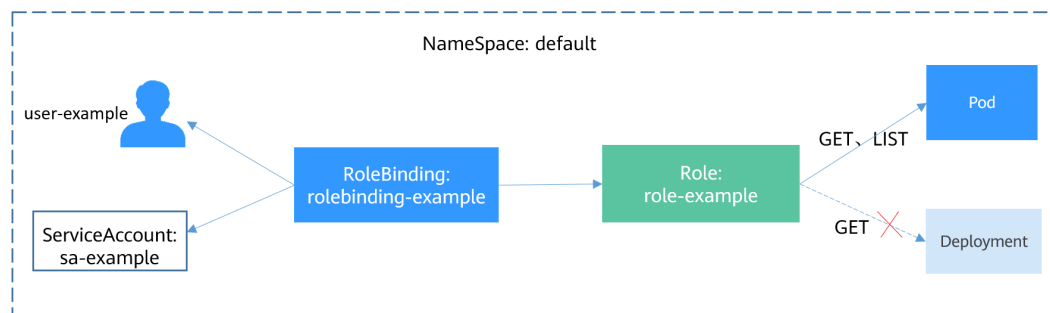 NameSpace: default
user-example
ServiceAccount:
sa-example
RoleBinding:
rolebinding-example
Role:
role-example
GET、LIST
GET
Pod
Deployment